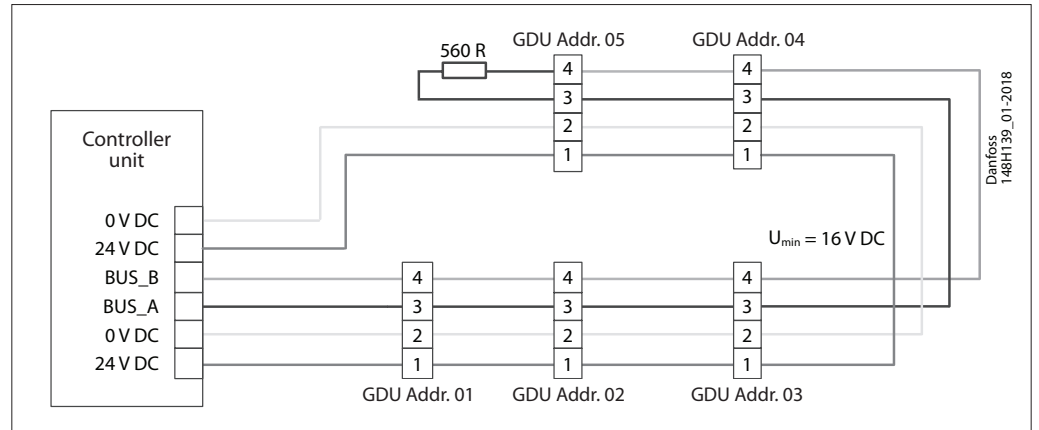 GDU Addr. 05
GDU Addr. 04
560 R
4
4
3
3
2
2
1
1
Danfoss
148H139_01-2018
Controller
unit
0 V DC
24 V DC
BUS_B
BUS_A
0 V DC
24 V DC
Umin = 16 V DC
4
4
4
3
3
3
2
2
2
1
1
1
GDU Addr. 01
GDU Addr. 02
GDU Addr. 03